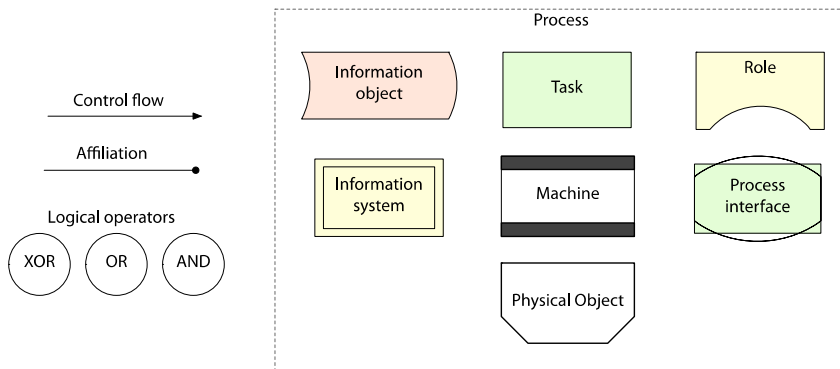 Process
Information
object
Task
Role
Control flow
Affiliation
Information
system
Machine
Process
interface
Logical operators
XOR
OR
AND
Physical Object